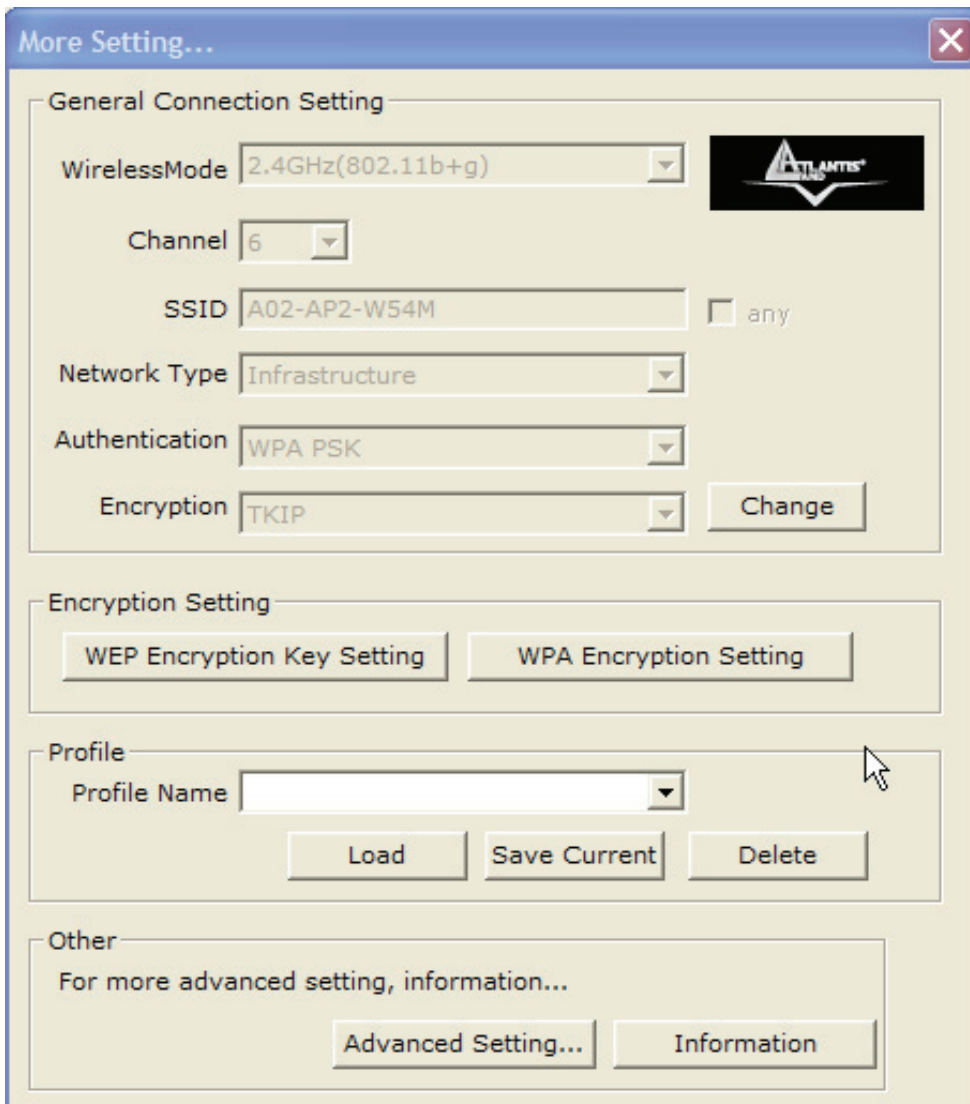 More Setting...
General Connection Setting
WirelessMode 2.4GHz(802.11b+g)
ATLANTIS®
LAND
Channel 6
SSID A02-AP2-W54M any
Network Type Infrastructure
Authentication WPA PSK
Encryption TKIP Change
Encryption Setting
WEP Encryption Key Setting WPA Encryption Setting
Profile
Profile Name
Load Save Current Delete
Other
For more advanced setting, information...
Advanced Setting... Information